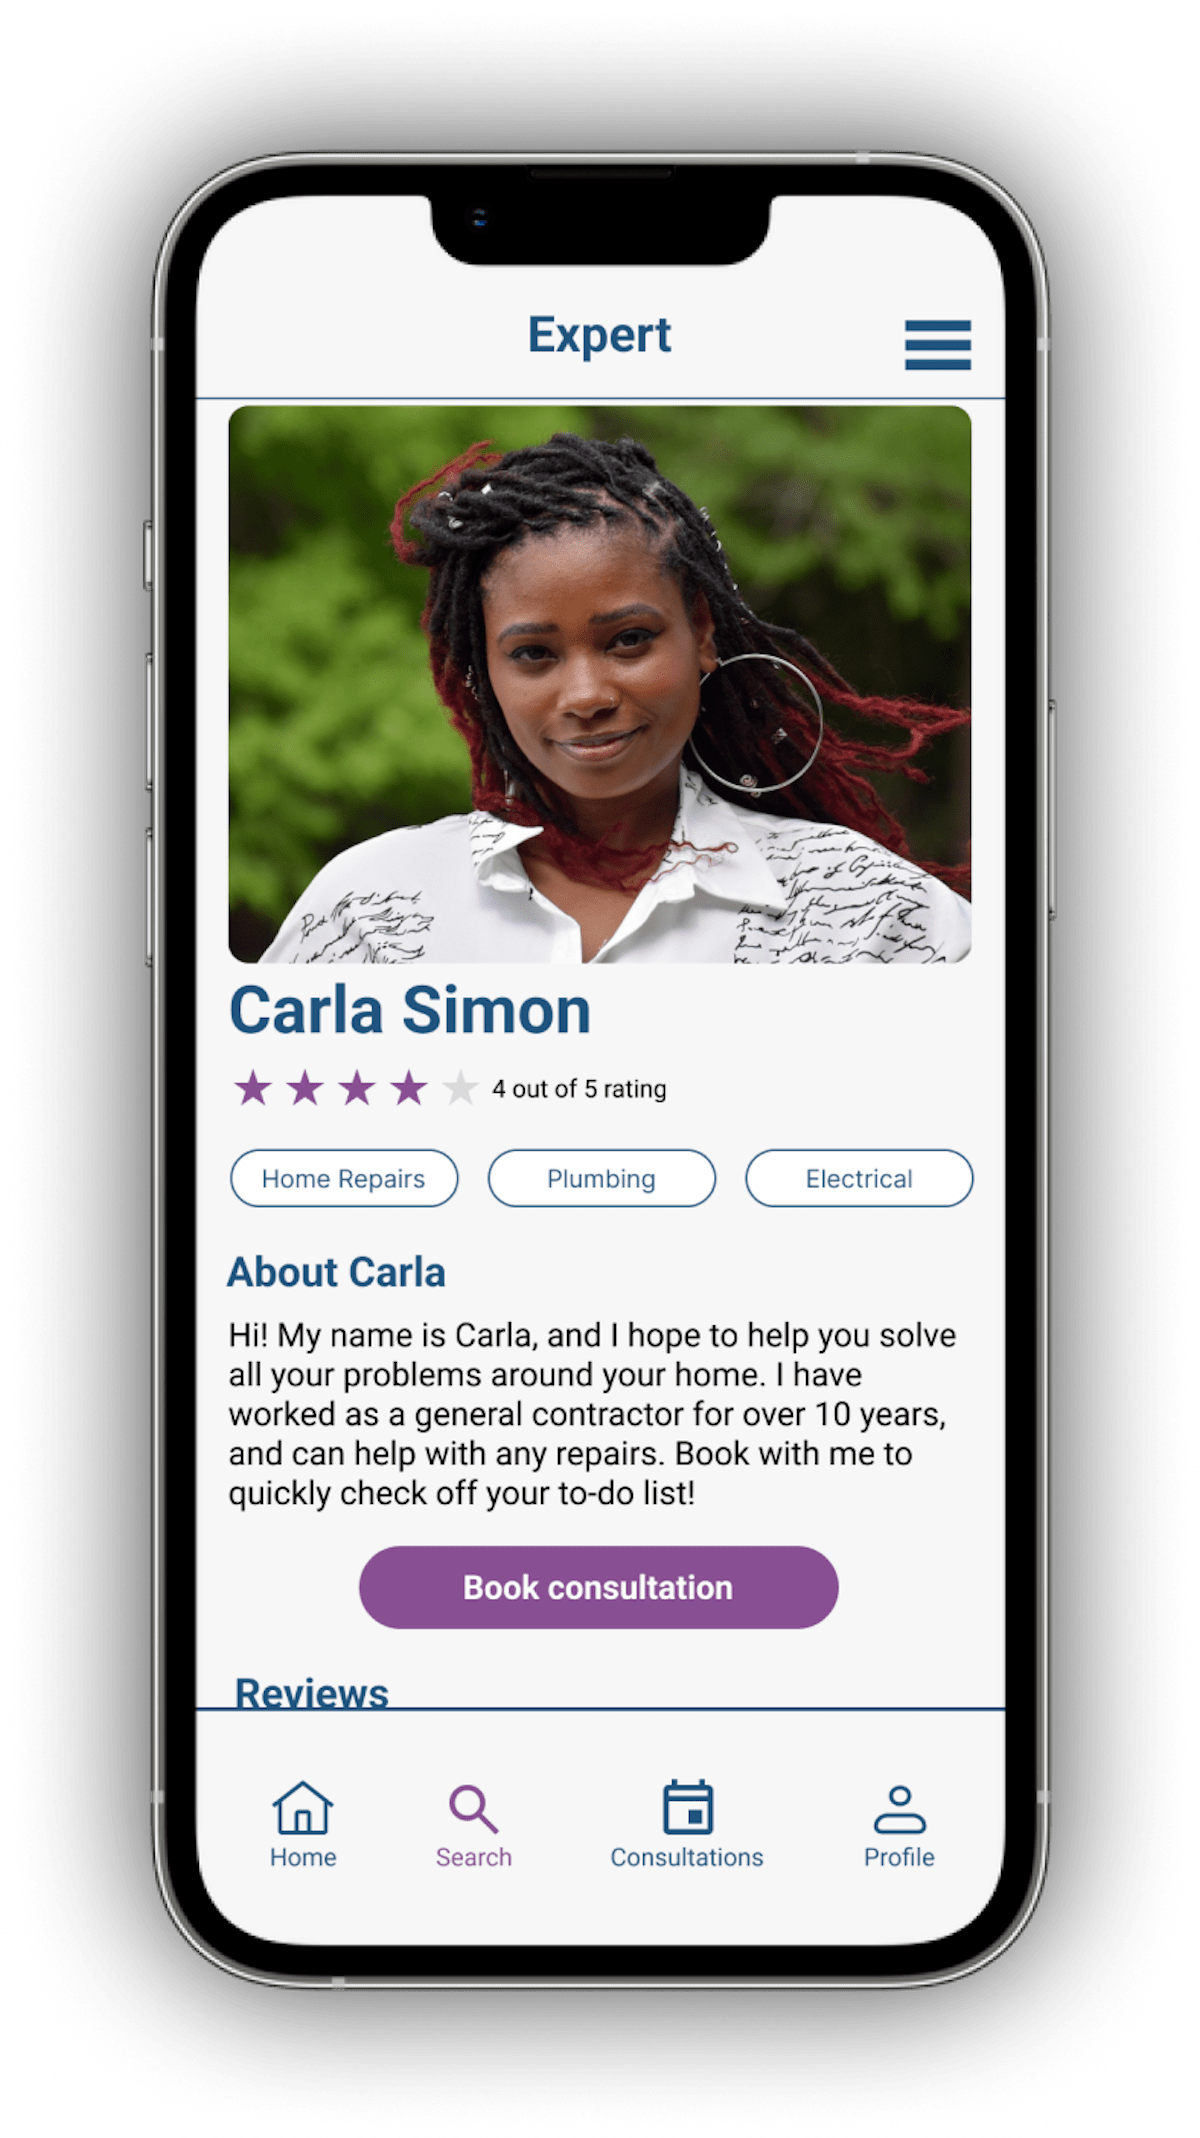 Expert
Carla Simon
4 out of 5 rating
Home Repairs Plumbing Electrical
About Carla
Hi! My name is Carla, and I hope to help you solve
all your problems around your home. I have
worked as a general contractor for over 10 years,
and can help with any repairs. Book with me to
quickly check off your to-do list!
Book consultation
Reviews
Home Search Consultations Profile